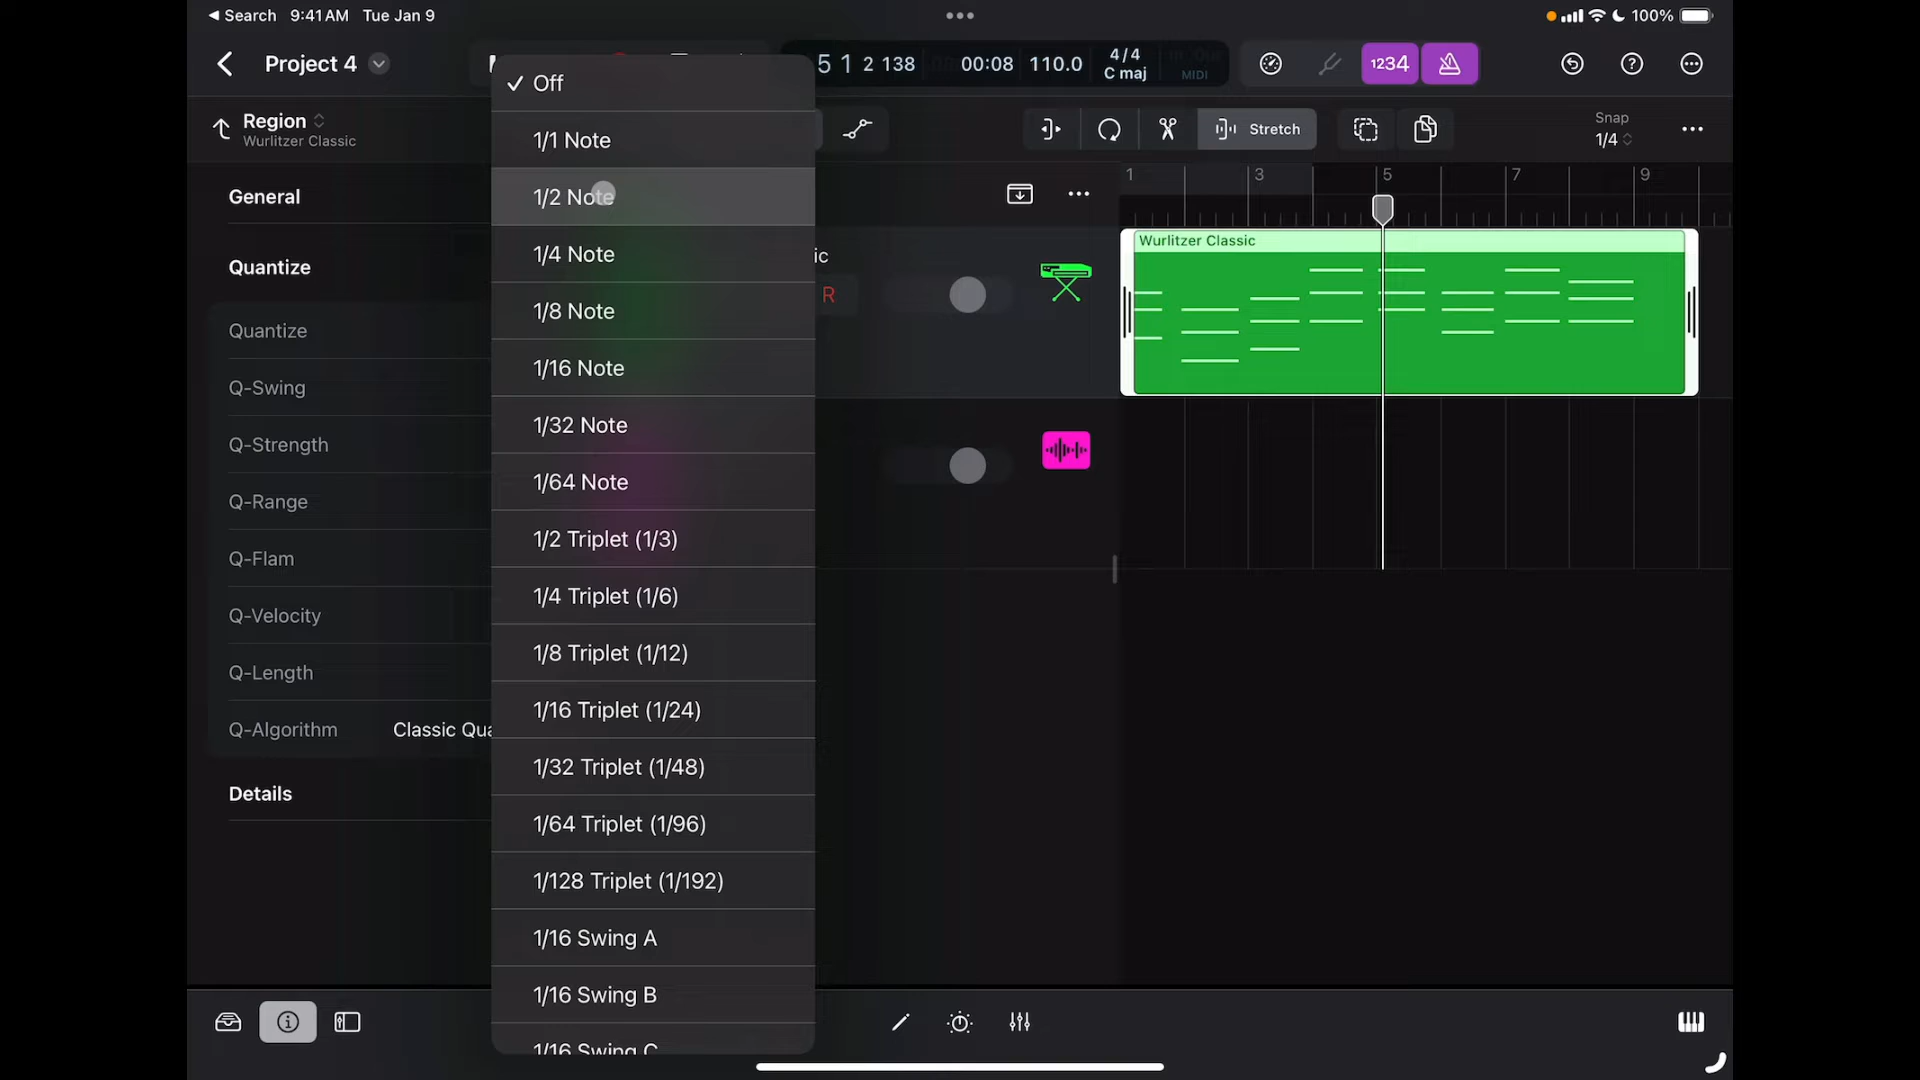 Search 9:41 AM Tue Jan 9
100%
Project 4
5 1 2 138 00:08 110.0 4/4
C maj
MIDI
1234
Region
Wurlitzer Classic
Stretch
Snap
1/4
General
Quantize
Quantize
Q-Swing
Q-Strength
Q-Range
Q-Flam
Q-Velocity
Q-Length
Q-Algorithm Classic Qua
Details
Off
1/1 Note
1/2 Note
1/4 Note
1/8 Note
1/16 Note
1/32 Note
1/64 Note
1/2 Triplet (1/3)
1/4 Triplet (1/6)
1/8 Triplet (1/12)
1/16 Triplet (1/24)
1/32 Triplet (1/48)
1/64 Triplet (1/96)
1/128 Triplet (1/192)
1/16 Swing A
1/16 Swing B
1/16 Swing C
ic
R
1 3 5 7 9
Wurlitzer Classic